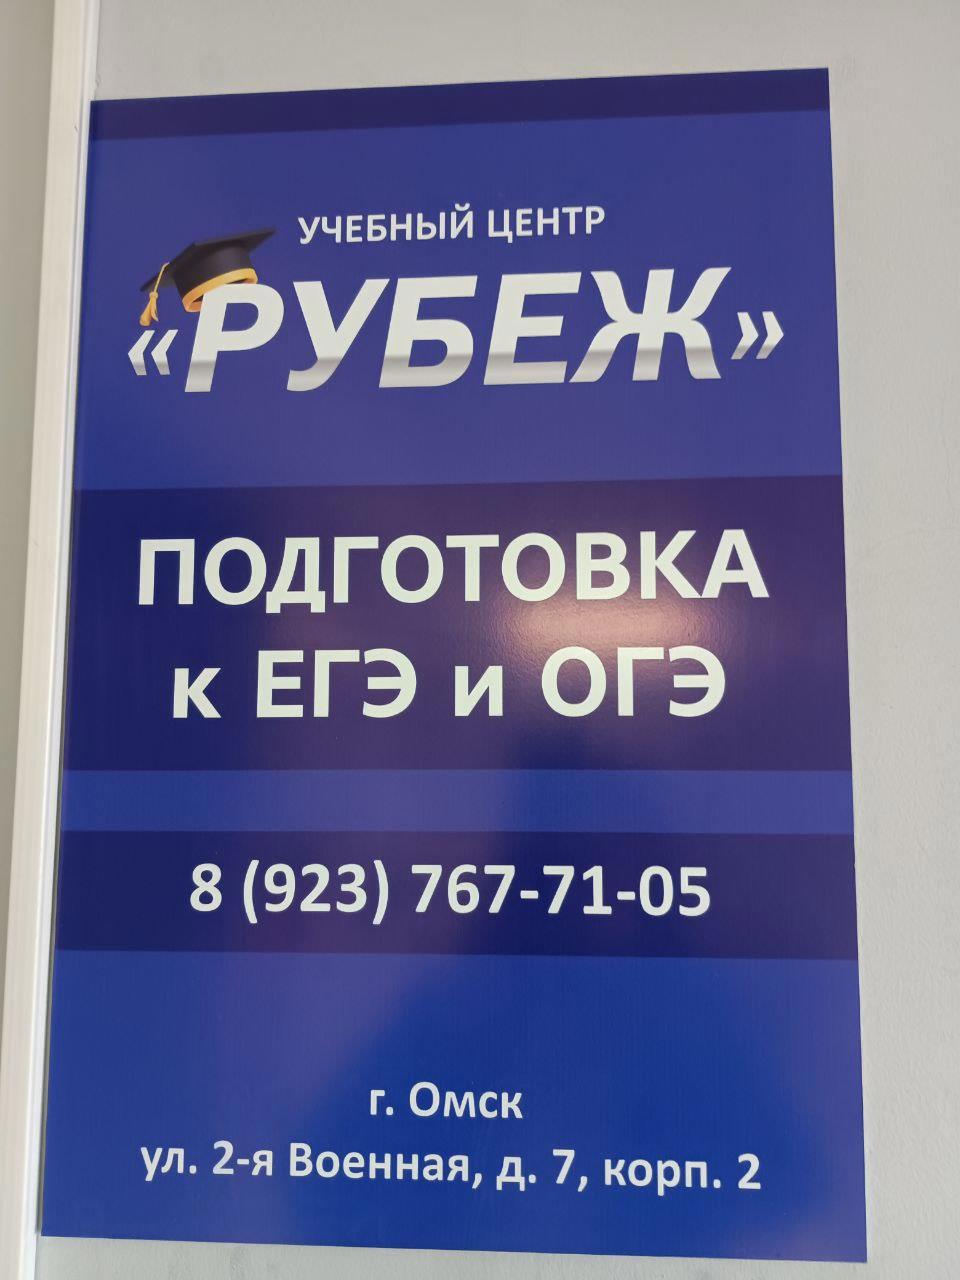 УЧЕБНЫЙ ЦЕНТР
«РУБЕЖ»
ПОДГОТОВКА
к ЕГЭ и ОГЭ
8 (923) 767-71-05
г. Омск
ул. 2-я Военная, д. 7, корп. 2